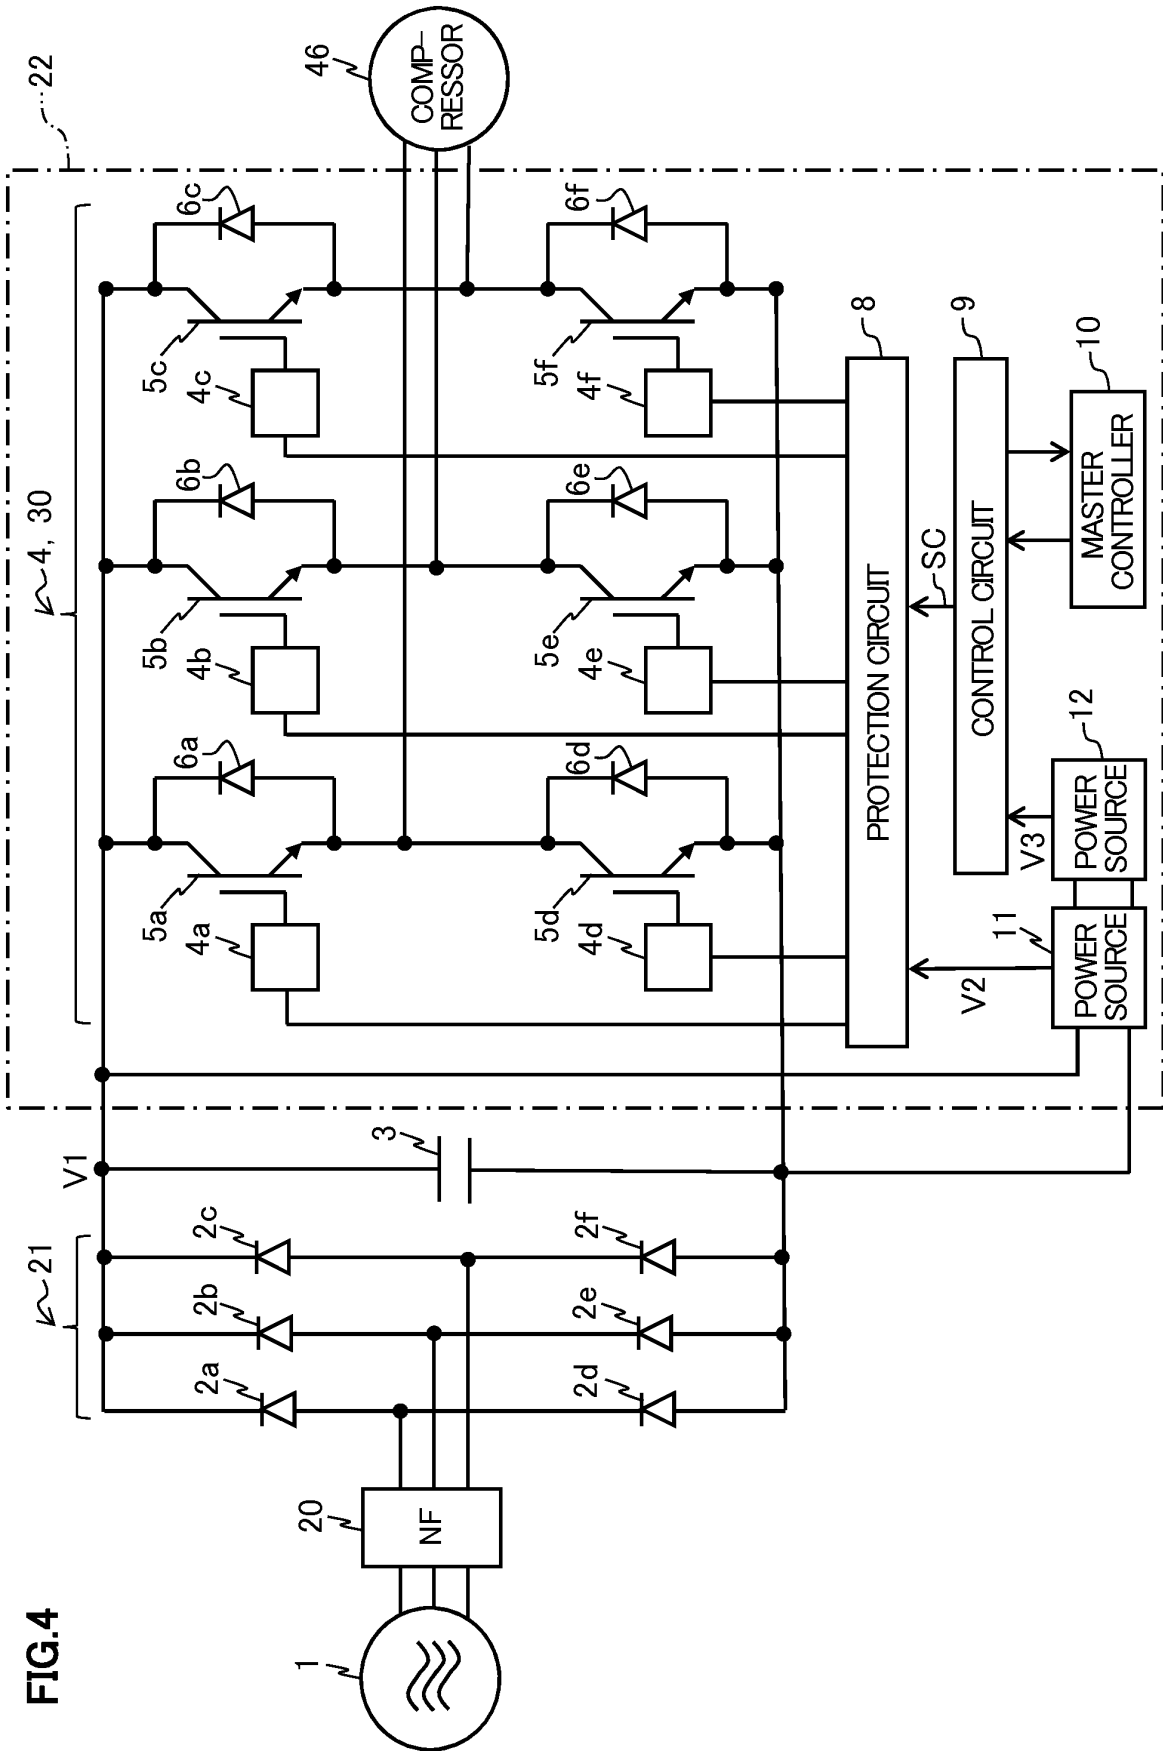 FIG.4
1
20
NF
21
2a
2b
2c
2d
2e
2f
V1
3
22
4, 30
5a
4a
6a
5b
4b
6b
5c
4c
6c
5d
4d
6d
5e
4e
6e
5f
4f
6f
46
COMP-
RESSOR
PROTECTION CIRCUIT
8
SC
CONTROL CIRCUIT
9
MASTER
CONTROLLER
10
V2
V3
11
POWER
SOURCE
12
POWER
SOURCE